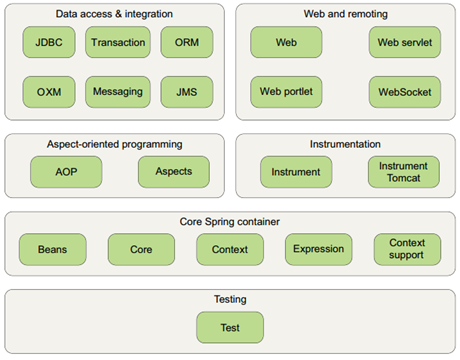 Data access & integration
JDBC
Transaction
ORM
OXM
Messaging
JMS
Web and remoting
Web
Web servlet
Web portlet
WebSocket
Aspect-oriented programming
AOP
Aspects
Instrumentation
Instrument
Instrument
Tomcat
Core Spring container
Beans
Core
Context
Expression
Context
support
Testing
Test